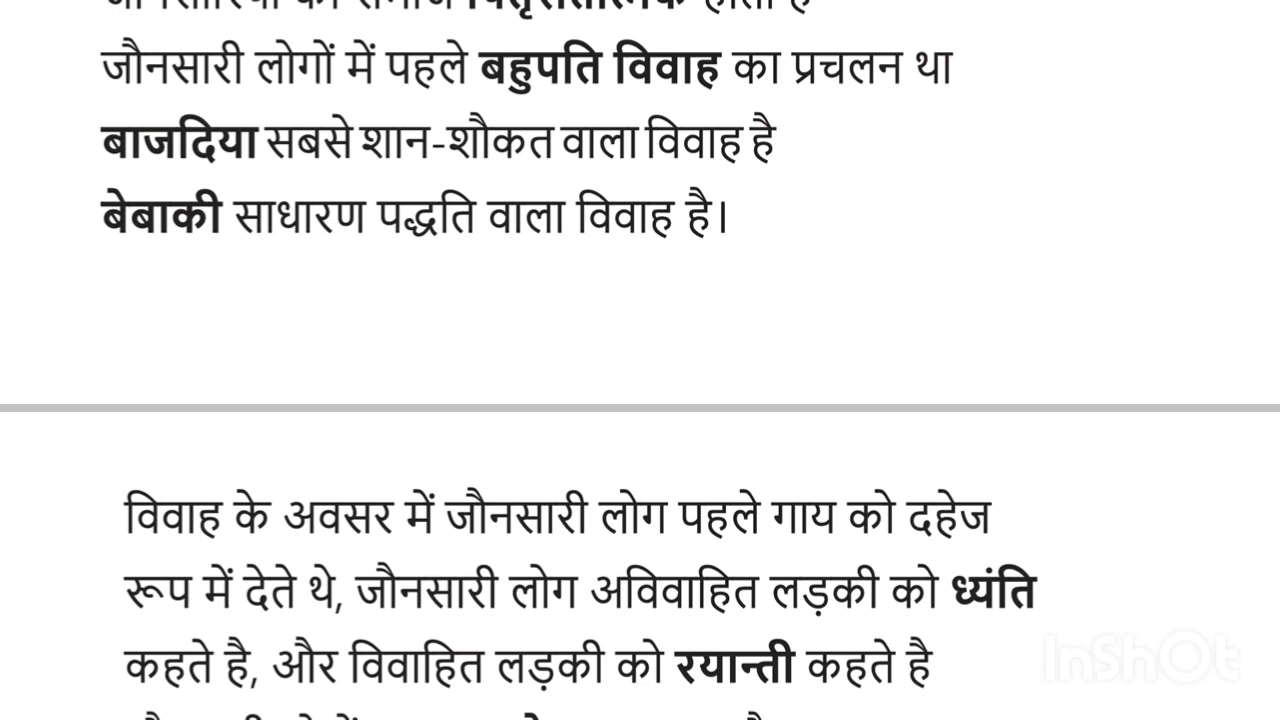 जौनसारी लोगों में पहले बहुपति विवाह का प्रचलन था
बाजदिया सबसे शान-शौकत वाला विवाह है
बेबाकी साधारण पद्धति वाला विवाह है।
विवाह के अवसर में जौनसारी लोग पहले गाय को दहेज
रूप में देते थे, जौनसारी लोग अविवाहित लड़की को ध्यंति
कहते है, और विवाहित लड़की को रयान्ती कहते है
InShOt